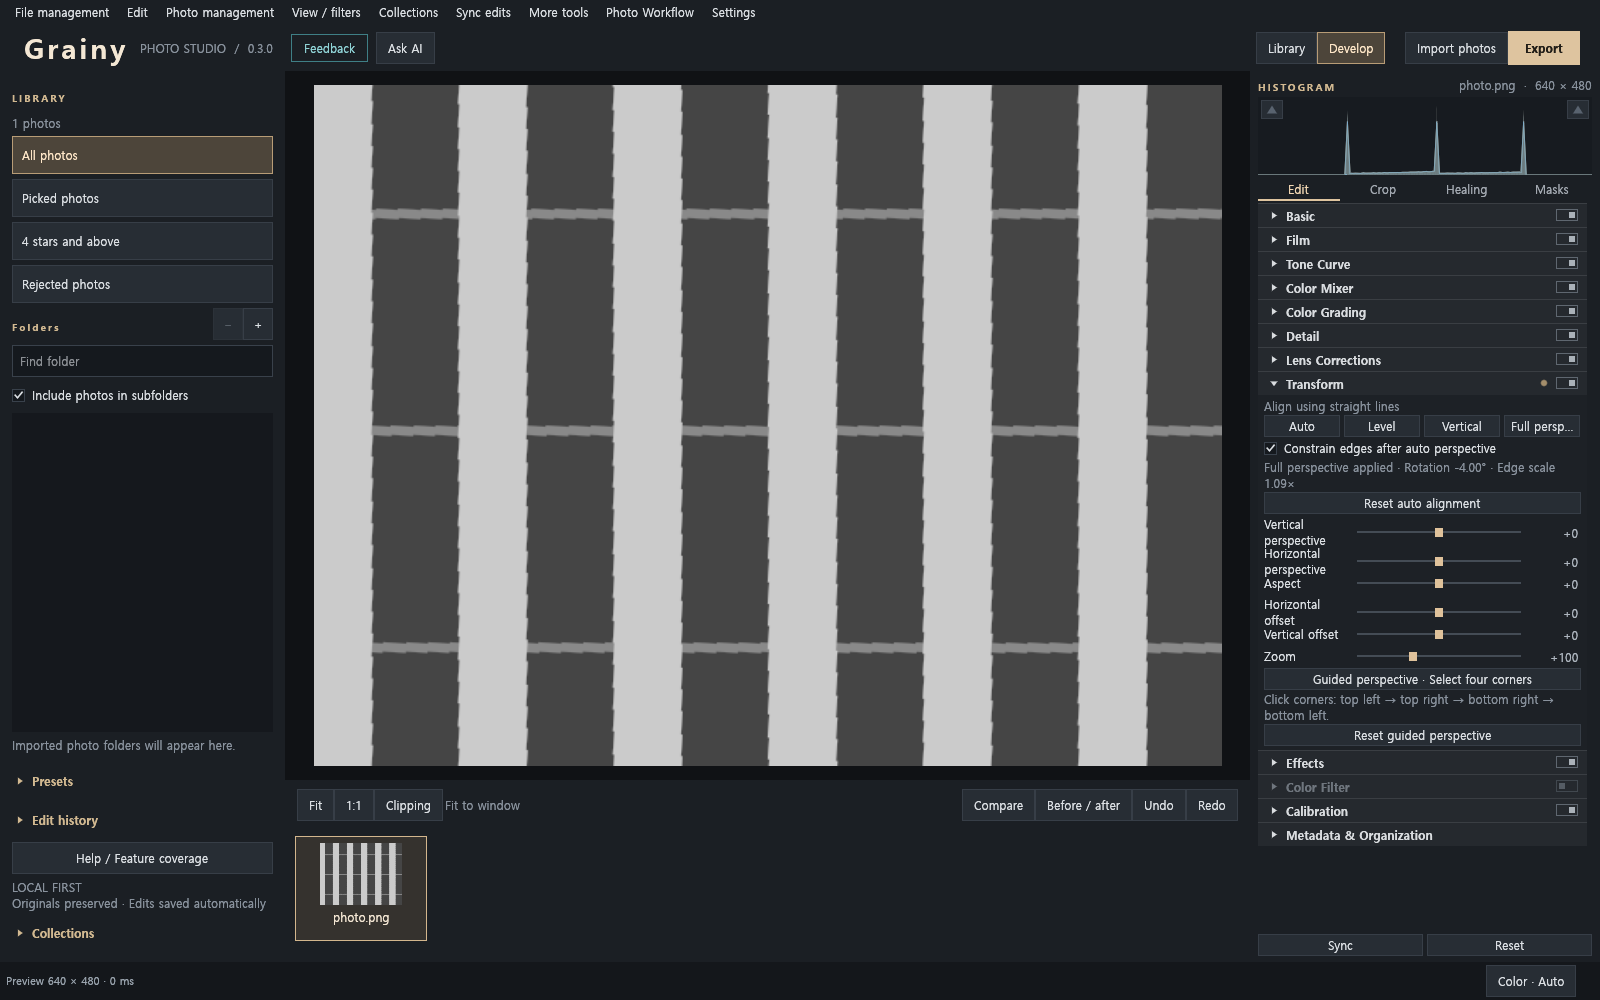 File management Edit Photo management View / filters Collections Sync edits More tools Photo Workflow Settings
Grainy PHOTO STUDIO / 0.3.0 Feedback Ask AI Library Develop Import photos Export
LIBRARY
1 photos
All photos
Picked photos
4 stars and above
Rejected photos
Folders − +
Find folder
Include photos in subfolders
Imported photo folders will appear here.
Presets
Edit history
Help / Feature coverage
LOCAL FIRST
Originals preserved · Edits saved automatically
Collections
Fit 1:1 Clipping Fit to window Compare Before / after Undo Redo
photo.png
HISTOGRAM photo.png · 640 × 480
Edit Crop Healing Masks
Basic
Film
Tone Curve
Color Mixer
Color Grading
Detail
Lens Corrections
Transform
Align using straight lines
Auto Level Vertical Full persp...
Constrain edges after auto perspective
Full perspective applied · Rotation -4.00° · Edge scale
1.09×
Reset auto alignment
Vertical
perspective +0
Horizontal
perspective +0
Aspect +0
Horizontal
offset +0
Vertical offset +0
Zoom +100
Guided perspective · Select four corners
Click corners: top left → top right → bottom right →
bottom left.
Reset guided perspective
Effects
Color Filter
Calibration
Metadata & Organization
Sync Reset
Preview 640 × 480 · 0 ms Color · Auto